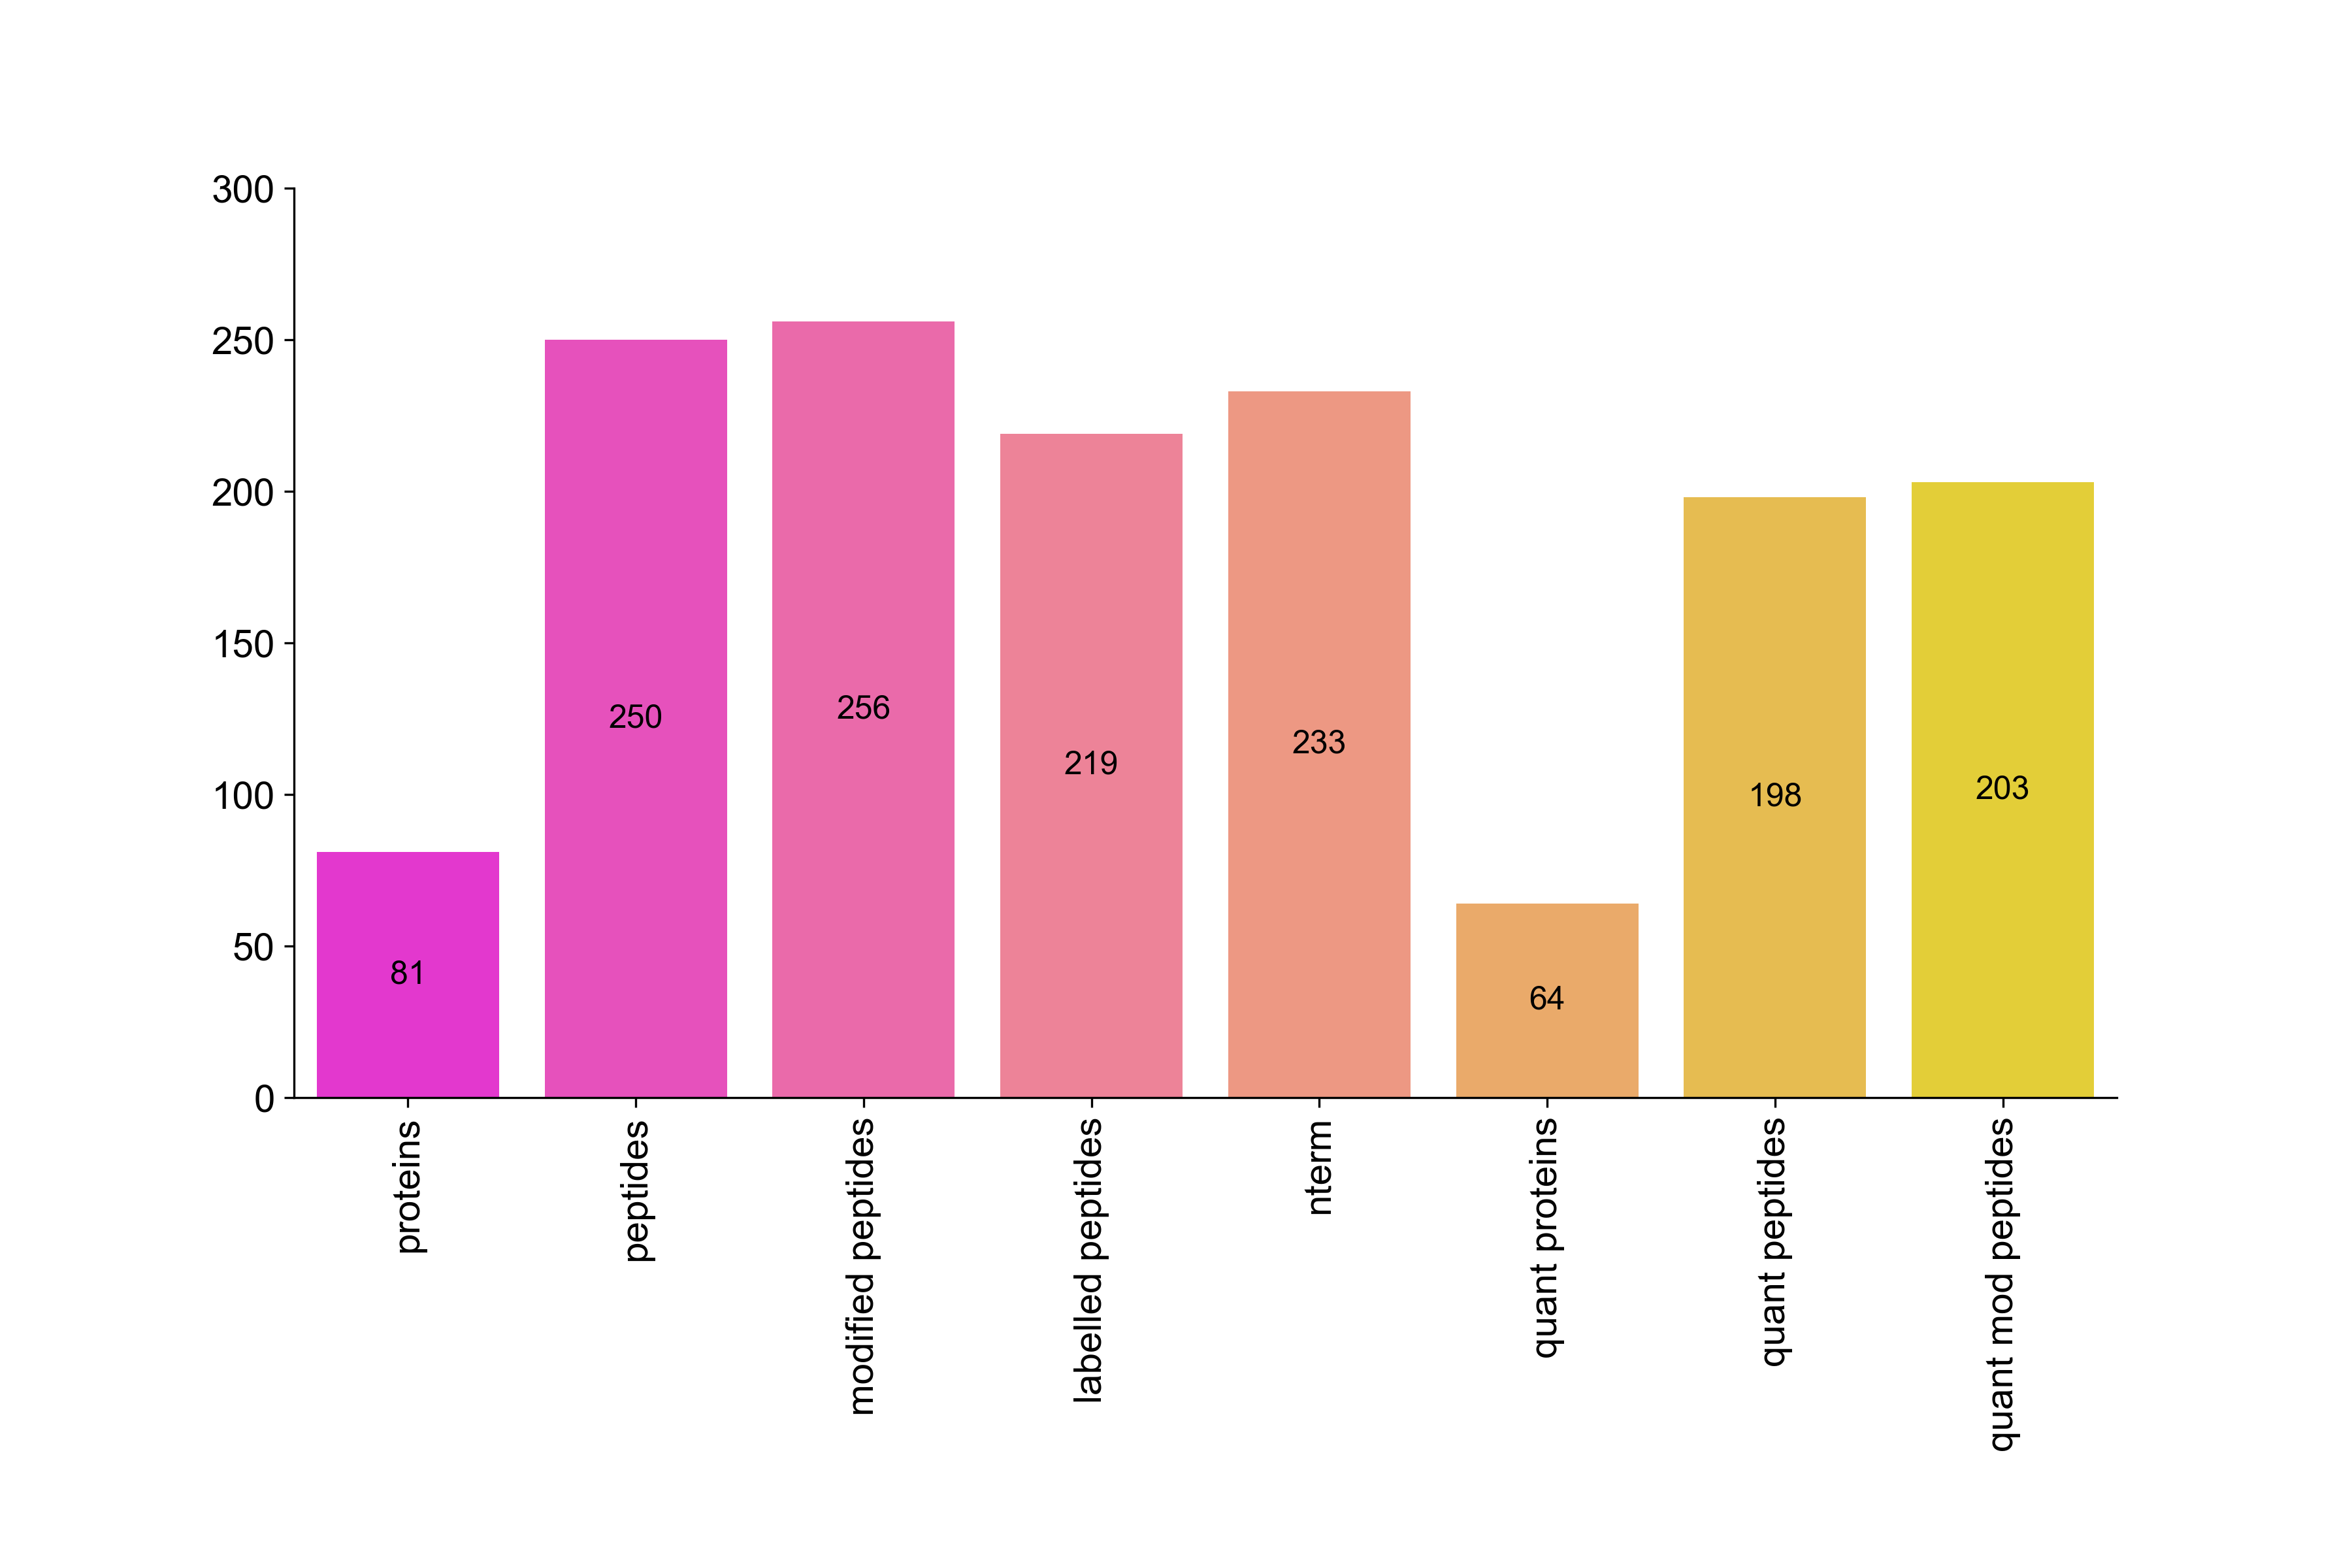 300
250
200
150
100
50
0
81
250
256
219
233
64
198
203
proteins
peptides
modified peptides
labelled peptides
nterm
quant proteins
quant peptides
quant mod peptides